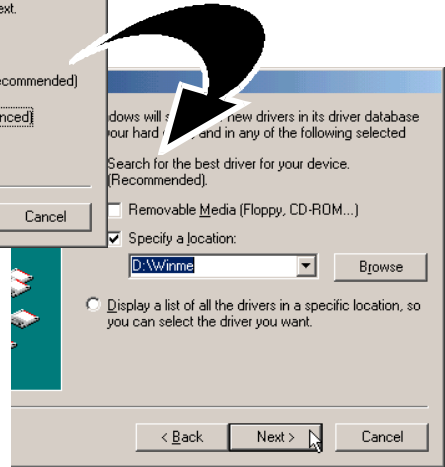 ext.
ecommended)
nced)
Cancel
dows will s new drivers in its driver database
our hard and in any of the following selected
Search for the best driver for your device.
(Recommended).
Removable Media (Floppy, CD-ROM...)
Specify a location:
D:\Winme
Browse
Display a list of all the drivers in a specific location, so
you can select the driver you want.
< Back
Next >
Cancel